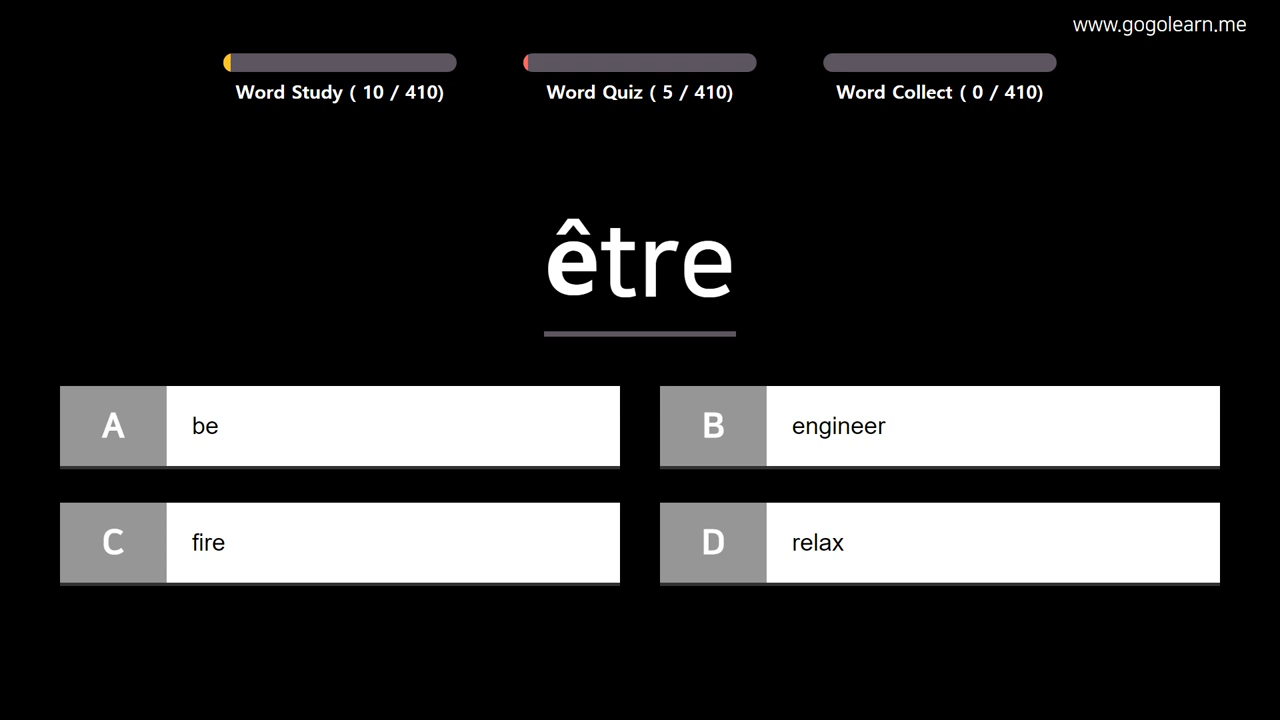 www.gogolearn.me
Word Study ( 10 / 410)
Word Quiz ( 5 / 410)
Word Collect ( 0 / 410)
être
A be
B engineer
C fire
D relax